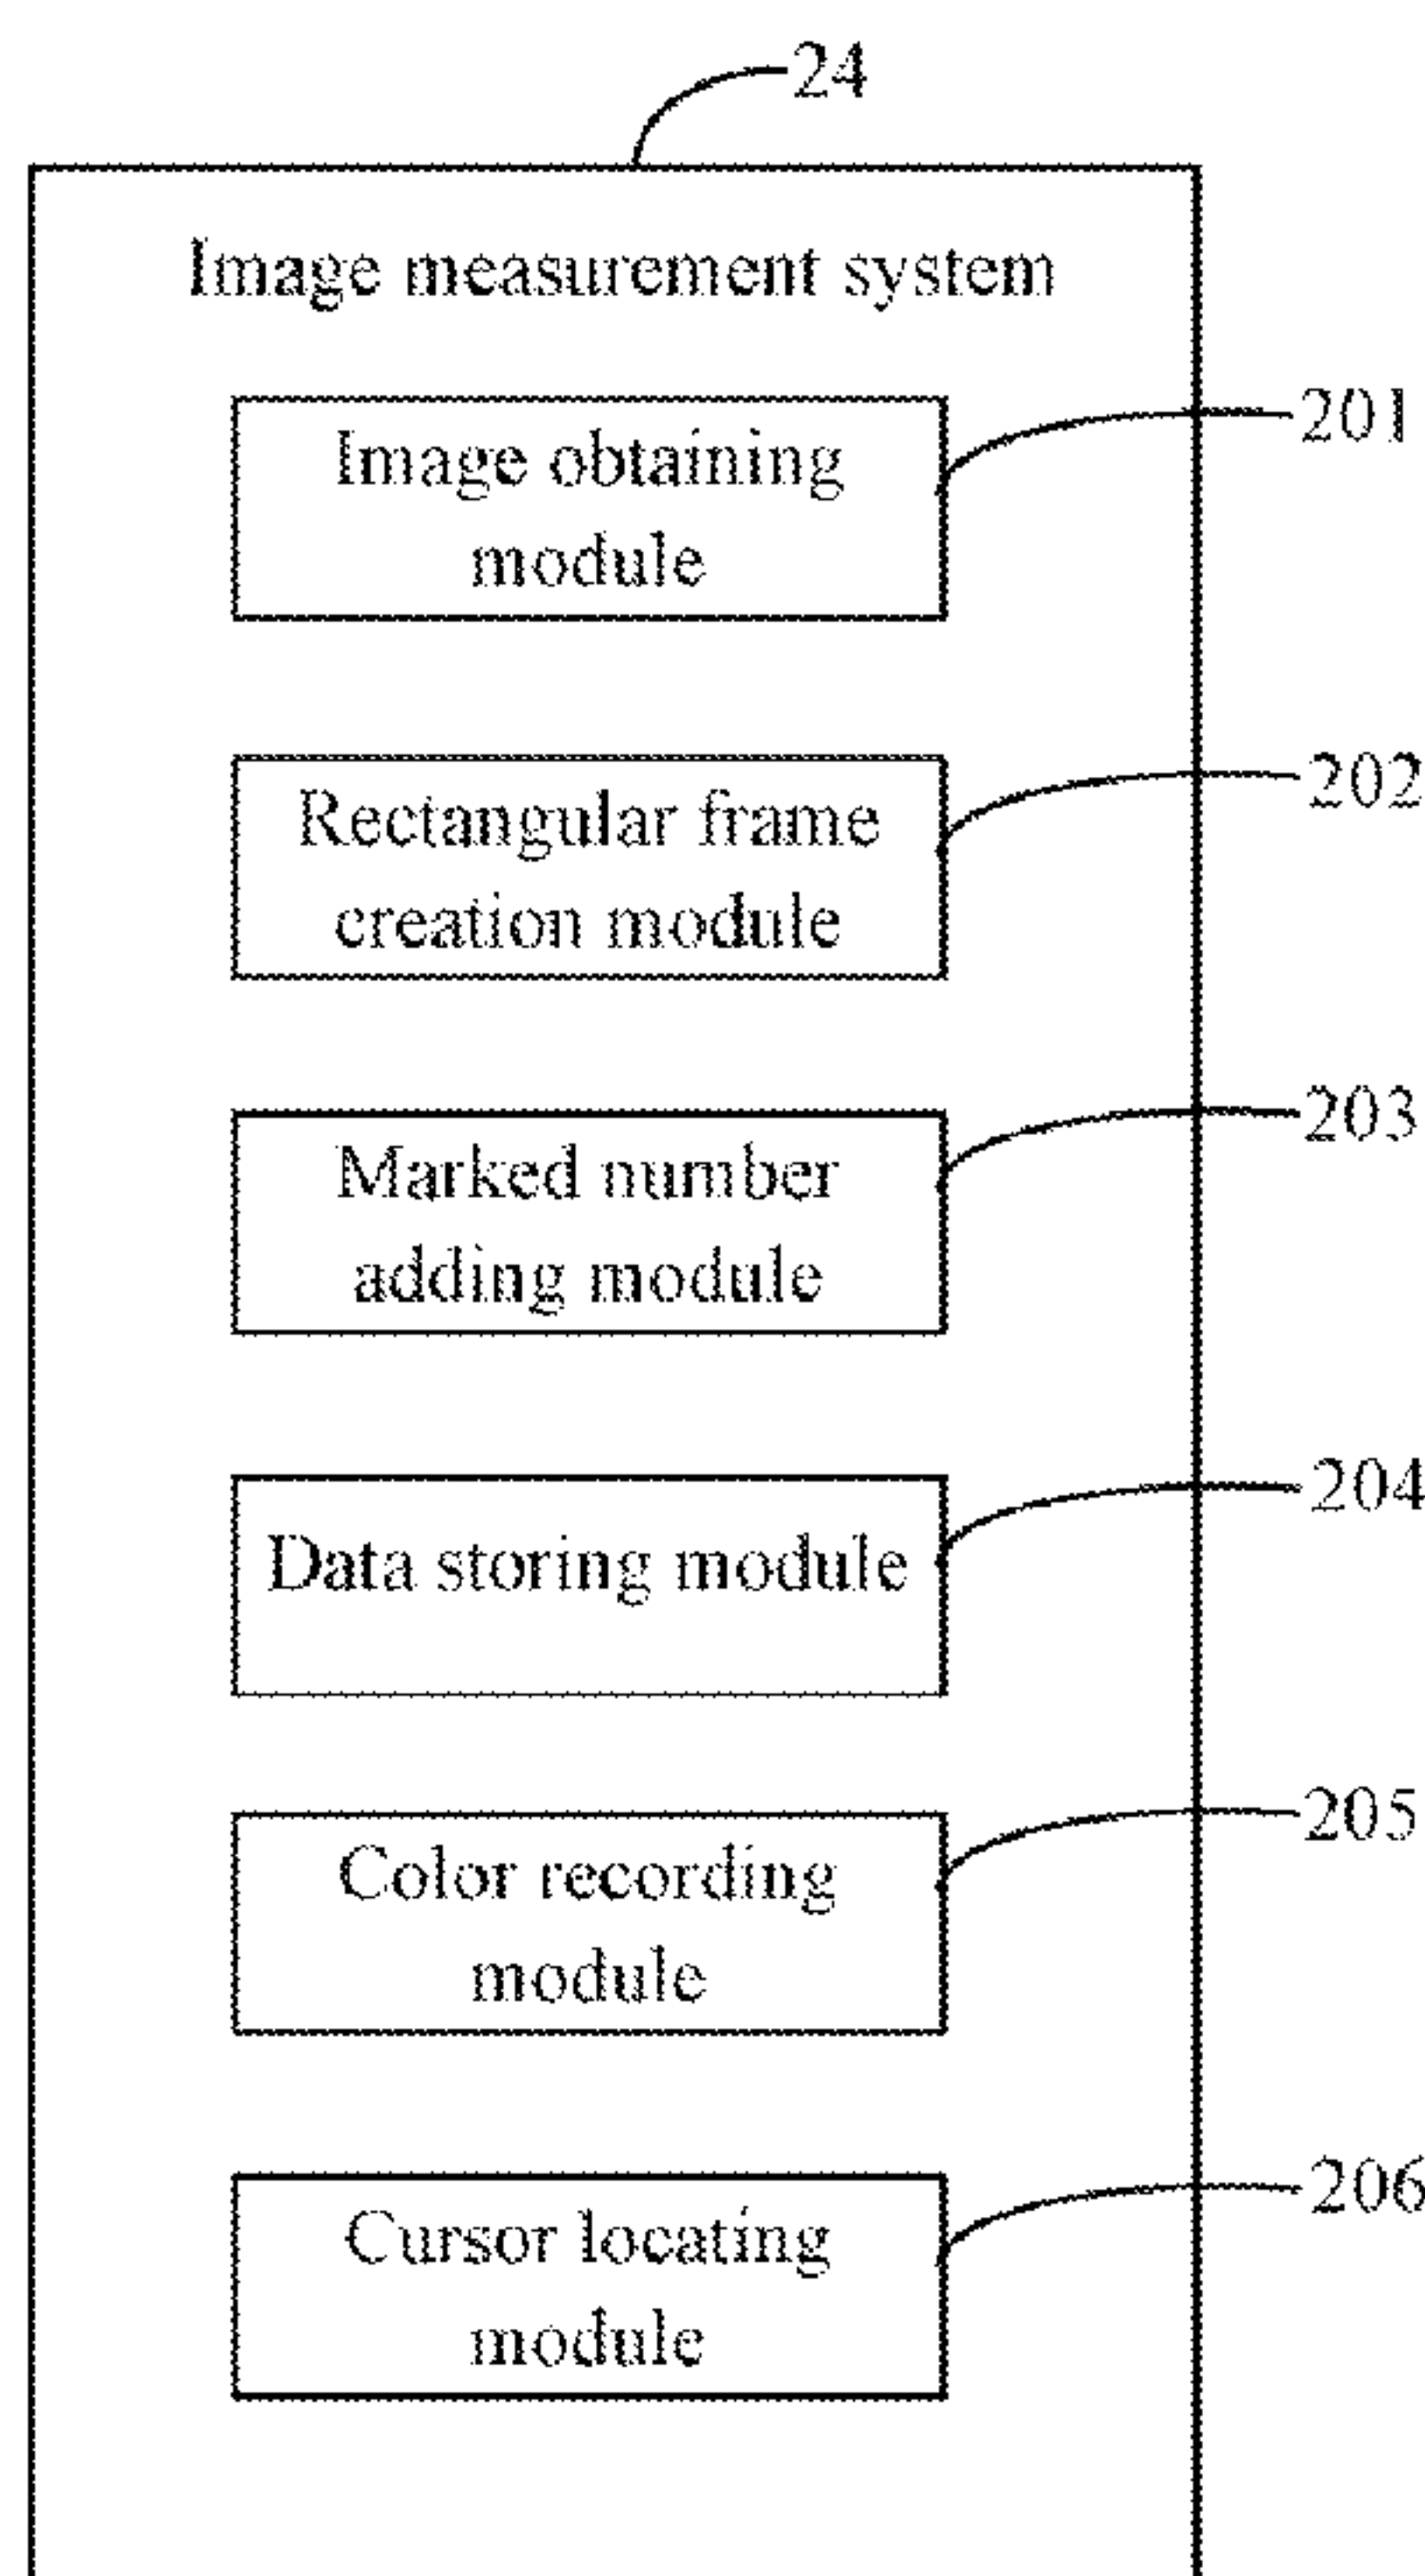 24
Image measurement system
Image obtaining
module
201
Rectangular frame
creation module
202
Marked number
adding module
203
Data storing module
204
Color recording
module
205
Cursor locating
module
206